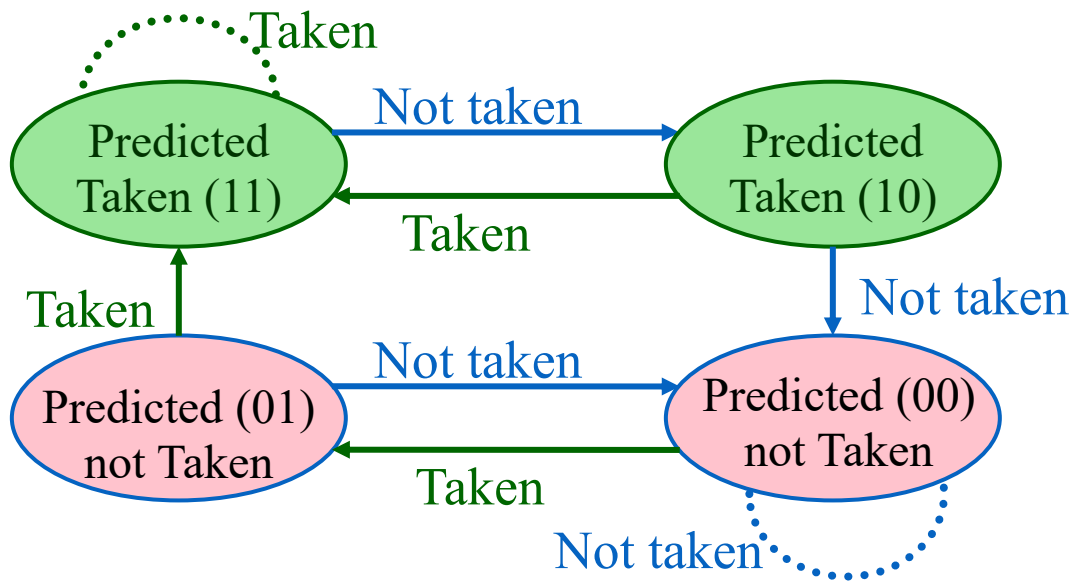 Taken
Not taken
Predicted
Taken (11)
Predicted
Taken (10)
Taken
Taken
Not taken
Not taken
Predicted (01)
not Taken
Predicted (00)
not Taken
Taken
Not taken